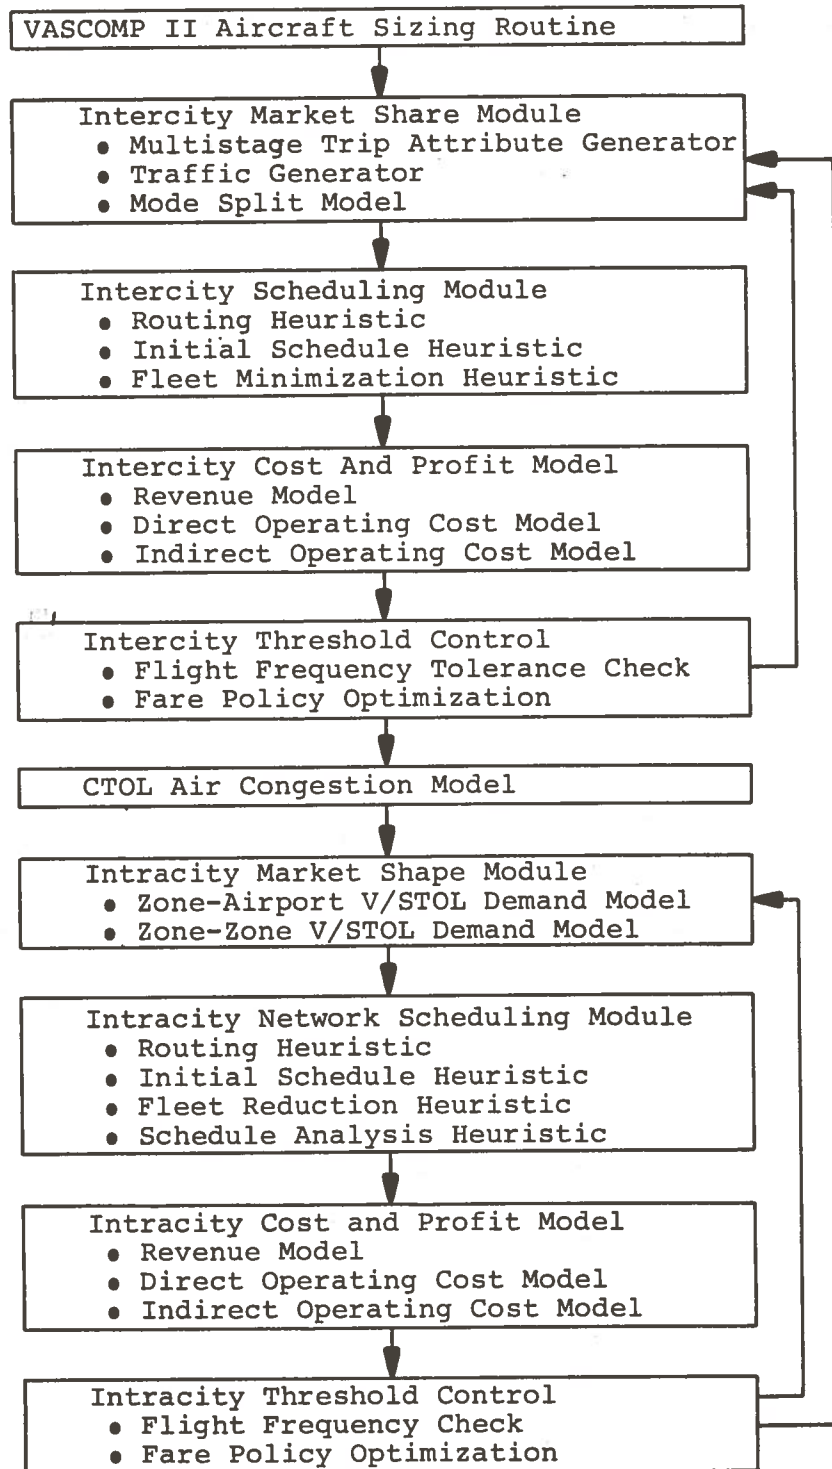 VASCOMP II Aircraft Sizing Routine
Intercity Market Share Module
• Multistage Trip Attribute Generator
• Traffic Generator
• Mode Split Model
Intercity Scheduling Module
• Routing Heuristic
• Initial Schedule Heuristic
• Fleet Minimization Heuristic
Intercity Cost And Profit Model
• Revenue Model
• Direct Operating Cost Model
• Indirect Operating Cost Model
Intercity Threshold Control
• Flight Frequency Tolerance Check
• Fare Policy Optimization
CTOL Air Congestion Model
Intracity Market Shape Module
• Zone-Airport V/STOL Demand Model
• Zone-Zone V/STOL Demand Model
Intracity Network Scheduling Module
• Routing Heuristic
• Initial Schedule Heuristic
• Fleet Reduction Heuristic
• Schedule Analysis Heuristic
Intracity Cost and Profit Model
• Revenue Model
• Direct Operating Cost Model
• Indirect Operating Cost Model
Intracity Threshold Control
• Flight Frequency Check
• Fare Policy Optimization